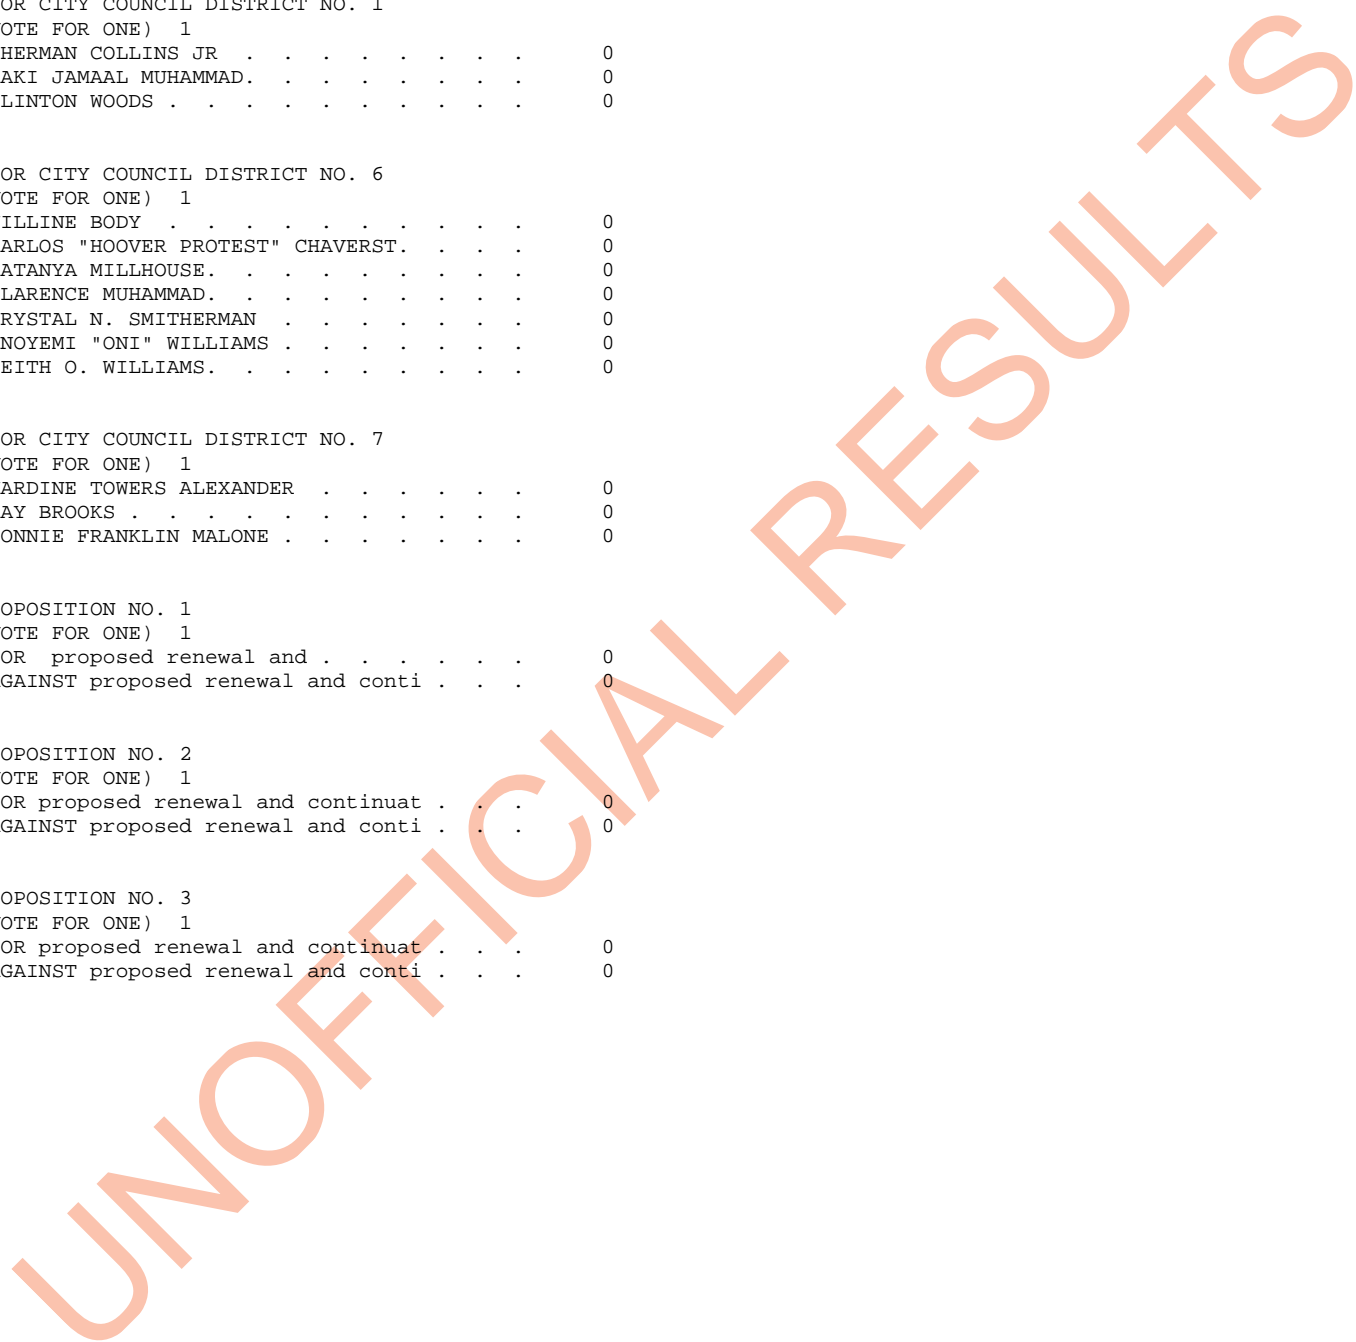 OR CITY COUNCIL DISTRICT NO. 1
OTE FOR ONE) 1
HERMAN COLLINS JR . . . . . . . . 0
AKI JAMAAL MUHAMMAD. . . . . . . . 0
LINTON WOODS . . . . . . . . . . 0
OR CITY COUNCIL DISTRICT NO. 6
OTE FOR ONE) 1
ILLINE BODY . . . . . . . . . . 0
ARLOS "HOOVER PROTEST" CHAVERST. . . . 0
ATANYA MILLHOUSE. . . . . . . . . 0
LARENCE MUHAMMAD. . . . . . . . . 0
RYSTAL N. SMITHERMAN . . . . . . . 0
NOYEMI "ONI" WILLIAMS . . . . . . . 0
EITH O. WILLIAMS. . . . . . . . . 0
OR CITY COUNCIL DISTRICT NO. 7
OTE FOR ONE) 1
ARDINE TOWERS ALEXANDER . . . . . . 0
AY BROOKS . . . . . . . . . . . 0
ONNIE FRANKLIN MALONE . . . . . . . 0
OPOSITION NO. 1
OTE FOR ONE) 1
OR proposed renewal and . . . . . . 0
GAINST proposed renewal and conti . . . 0
OPOSITION NO. 2
OTE FOR ONE) 1
OR proposed renewal and continuat . . . 0
GAINST proposed renewal and conti . . . 0
OPOSITION NO. 3
OTE FOR ONE) 1
OR proposed renewal and continuat . . . 0
GAINST proposed renewal and conti . . . 0
UNOFFICIAL RESULTS